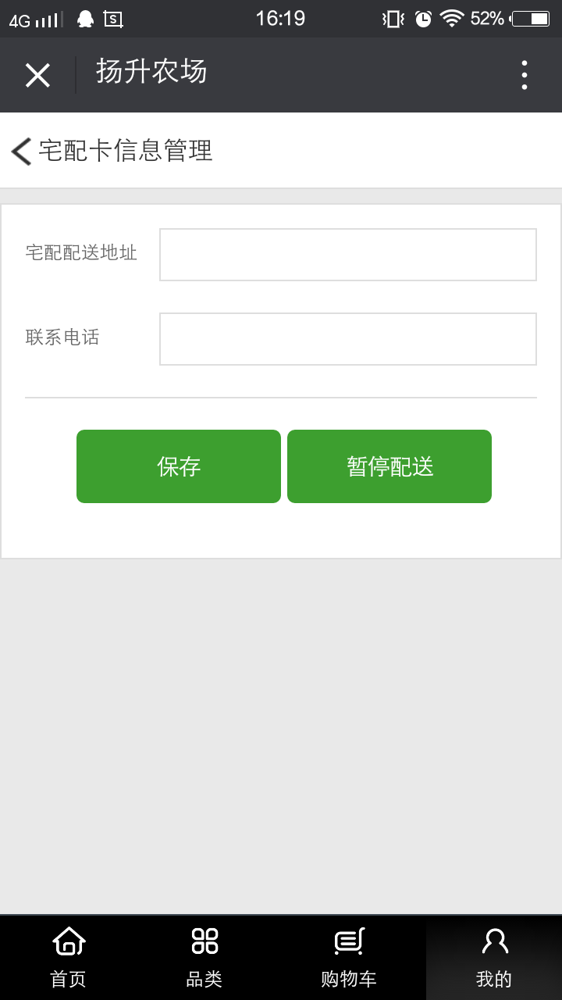 4G 16:19 52%
扬升农场
宅配卡信息管理
宅配配送地址
联系电话
保存 暂停配送
首页 品类 购物车 我的